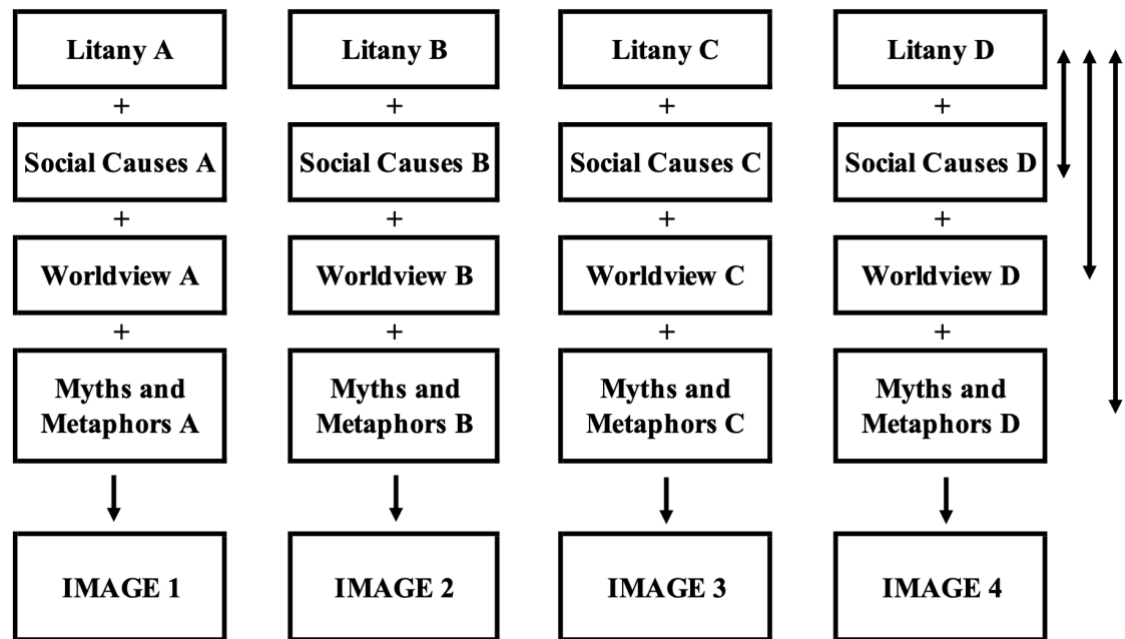 Litany A
Litany B
Litany C
Litany D
+
+
+
+
Social Causes A
Social Causes B
Social Causes C
Social Causes D
+
+
+
+
Worldview A
Worldview B
Worldview C
Worldview D
+
+
+
+
Myths and
Metaphors A
Myths and
Metaphors B
Myths and
Metaphors C
Myths and
Metaphors D
IMAGE 1
IMAGE 2
IMAGE 3
IMAGE 4